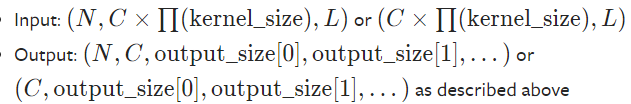 • Input: (N, C × ∏(kernel_size), L) or (C × ∏(kernel_size), L)
• Output: (N, C, output_size[0], output_size[1], …) or
(C, output_size[0], output_size[1], …) as described above